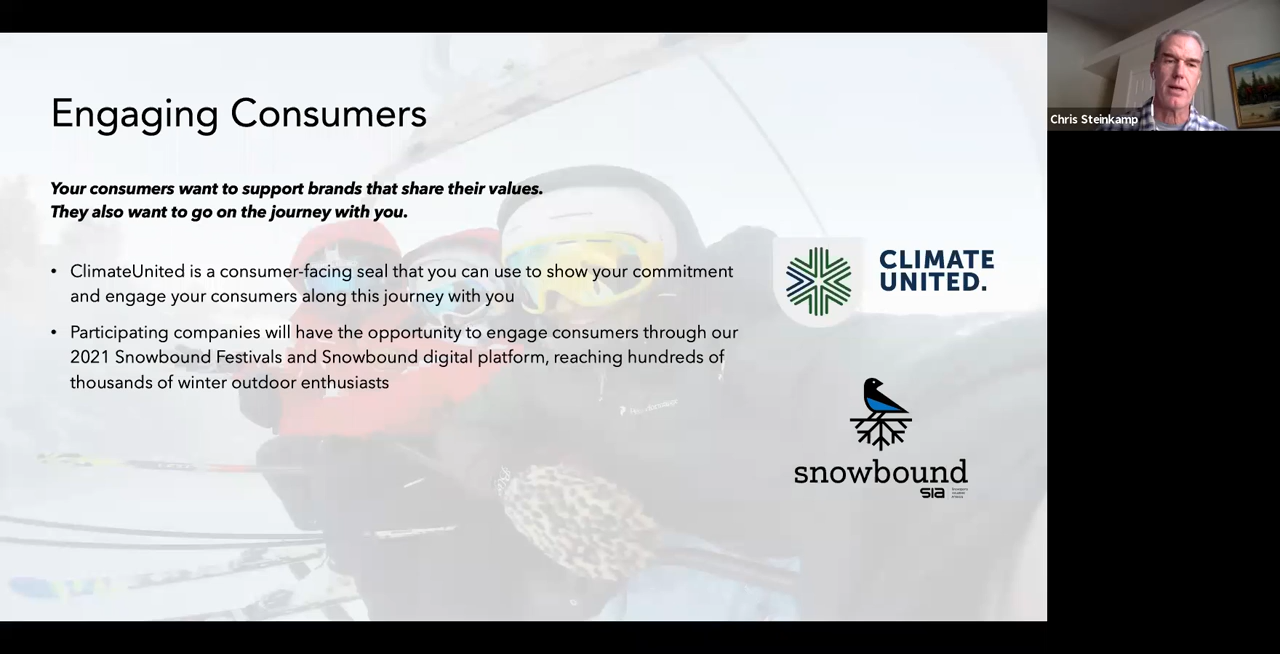 Engaging Consumers
Your consumers want to support brands that share their values.
They also want to go on the journey with you.
• ClimateUnited is a consumer-facing seal that you can use to show your commitment
and engage your consumers along this journey with you
• Participating companies will have the opportunity to engage consumers through our
2021 Snowbound Festivals and Snowbound digital platform, reaching hundreds of
thousands of winter outdoor enthusiasts
CLIMATE
UNITED.
snowbound
sia
Chris Steinkamp